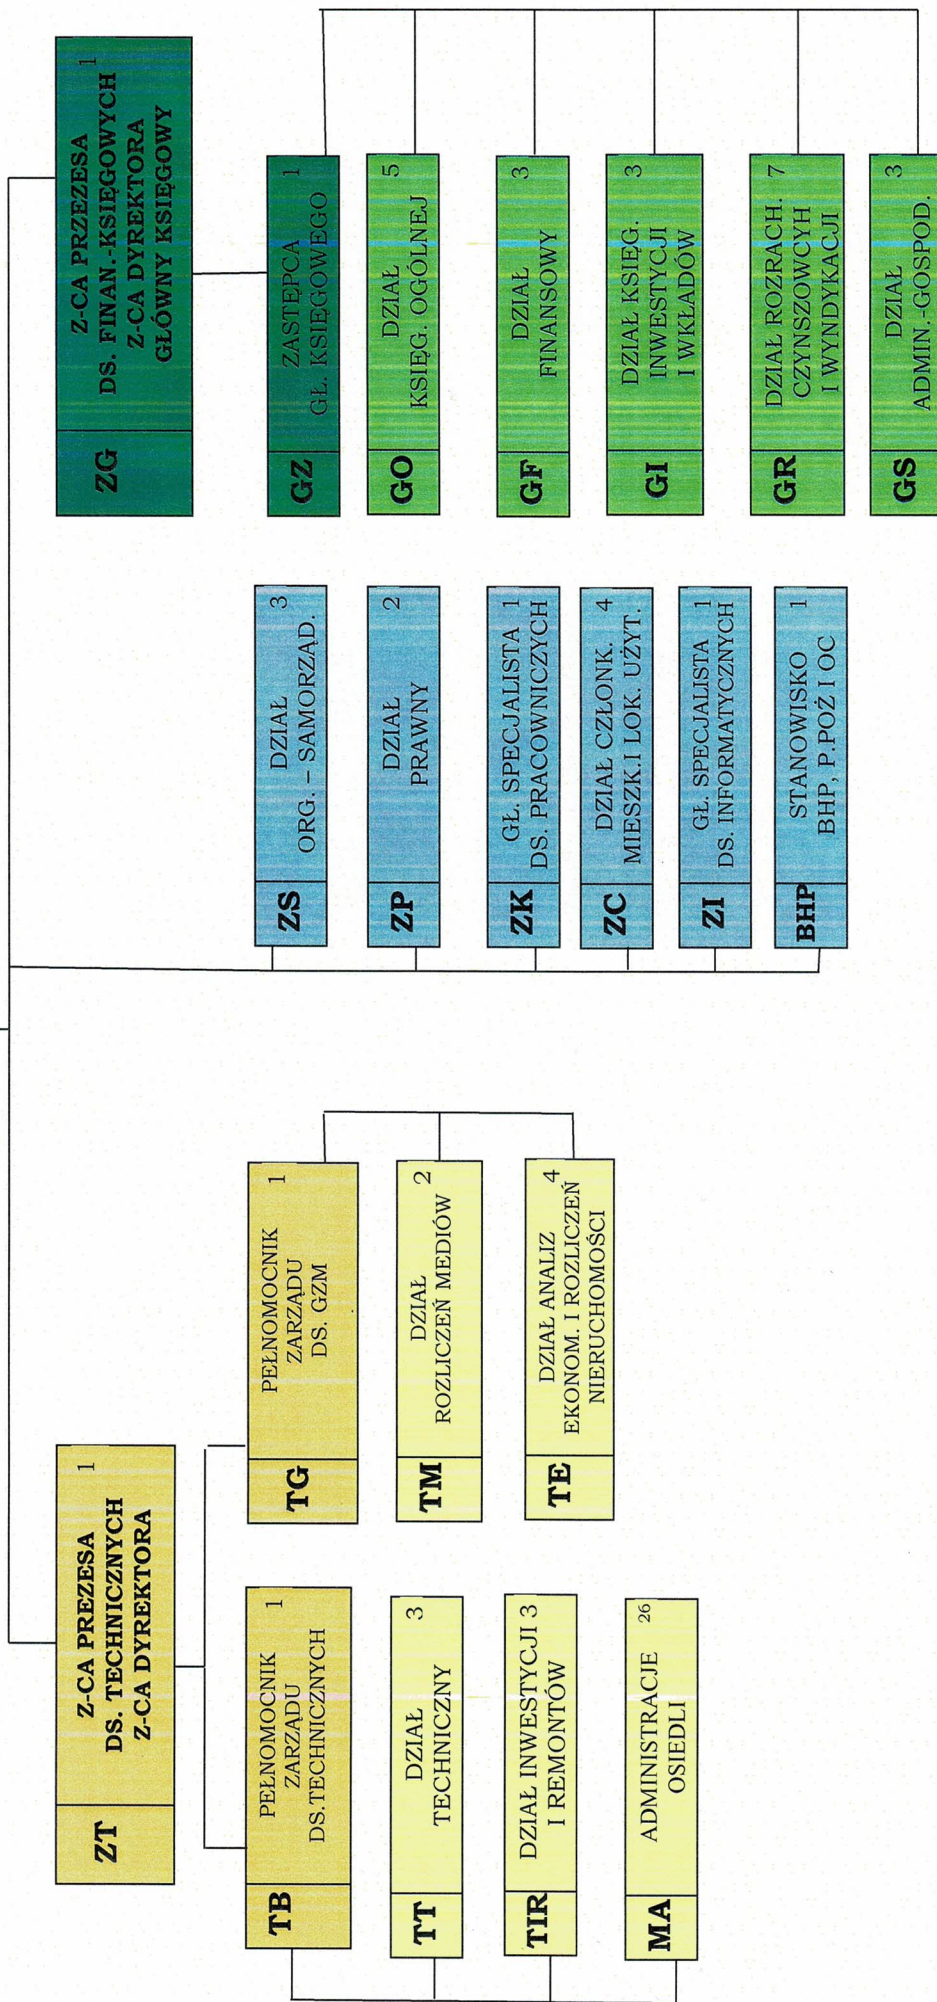 ZT
Z-CA PREZESA
DS. TECHNICZNYCH
Z-CA DYREKTORA
1
TB
PEŁNOMOCNIK
ZARZĄDU
DS.TECHNICZNYCH
1
TT
DZIAŁ
TECHNICZNY
3
TIR
DZIAŁ INWESTYCJI 3
I REMONTÓW
MA
ADMINISTRACJE
OSIEDLI
26
TG
PEŁNOMOCNIK
ZARZĄDU
DS. GZM
1
TM
DZIAŁ
ROZLICZEŃ MEDIÓW
2
TE
DZIAŁ ANALIZ
EKONOM. I ROZLICZEŃ
NIERUCHOMOŚCI
4
ZS
DZIAŁ
ORG. – SAMORZĄD.
3
ZP
DZIAŁ
PRAWNY
2
ZK
GŁ. SPECJALISTA
DS. PRACOWNICZYCH
1
ZC
DZIAŁ CZŁONK.
MIESZK.I LOK. UŻYT.
4
ZI
GŁ. SPECJALISTA
DS. INFORMATYCZNYCH
1
BHP
STANOWISKO
BHP, P.POŻ I OC
1
ZG
Z-CA PRZEZESA
DS. FINAN.-KSIĘGOWYCH
Z-CA DYREKTORA
GŁÓWNY KSIĘGOWY
1
GZ
ZASTĘPCA
GŁ. KSIĘGOWEGO
1
GO
DZIAŁ
KSIĘG. OGÓLNEJ
5
GF
DZIAŁ
FINANSOWY
3
GI
DZIAŁ KSIĘG.
INWESTYCJI
I WKŁADÓW
3
GR
DZIAŁ ROZRACH.
CZYNSZOWCYH
I WYNDYKACJI
7
GS
DZIAŁ
ADMIN.-GOSPOD.
3